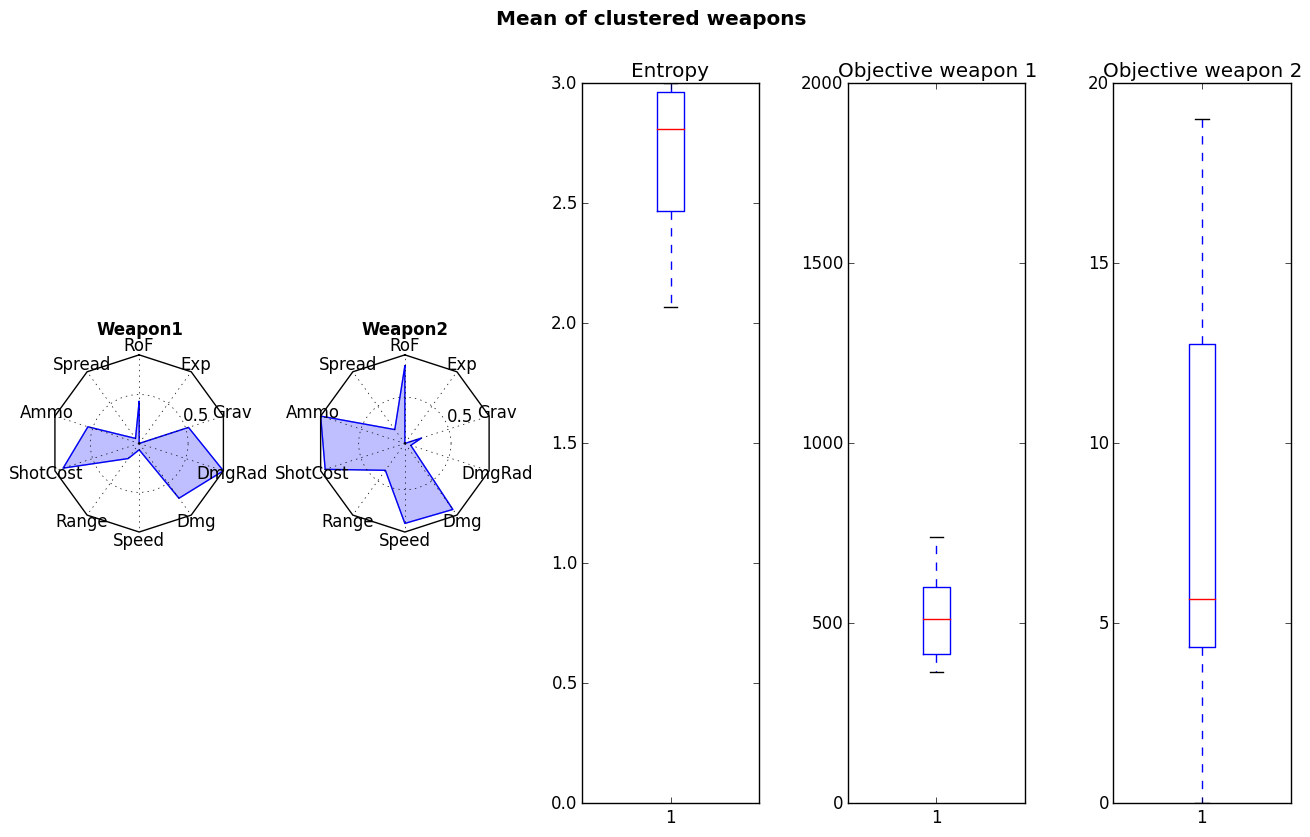 Mean of clustered weapons
Weapon1
RoF
Spread
Exp
Ammo
0.5
Grav
ShotCost
DmgRad
Range
Dmg
Speed
Weapon2
RoF
Spread
Exp
Ammo
0.5
Grav
ShotCost
DmgRad
Range
Dmg
Speed
Entropy
3.0
2.5
2.0
1.5
1.0
0.5
0.0
1
Objective weapon 1
2000
1500
1000
500
0
1
Objective weapon 2
20
15
10
5
0
1